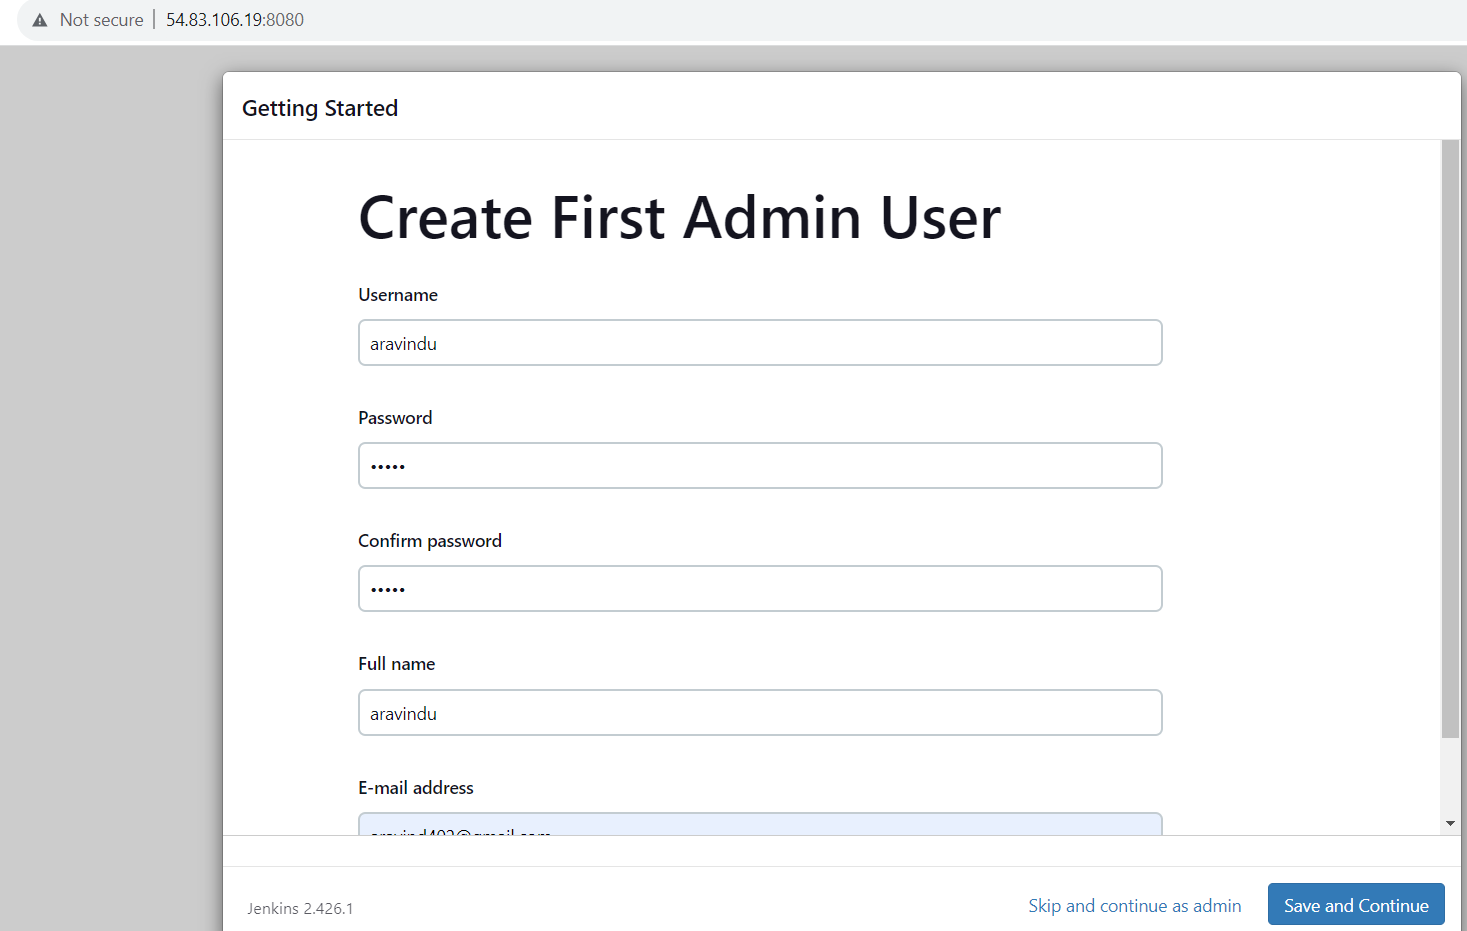 Not secure | 54.83.106.19:8080
Getting Started
Create First Admin User
Username
aravindu
Password
•••••
Confirm password
•••••
Full name
aravindu
E-mail address
Jenkins 2.426.1
Skip and continue as admin
Save and Continue